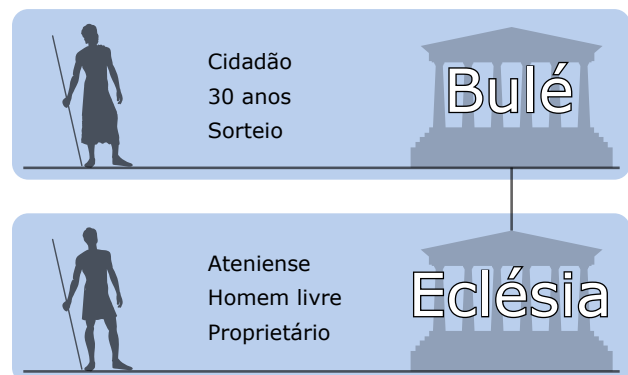 Cidadão
30 anos
Sorteio
Bulé
Ateniense
Homem livre
Proprietário
Eclésia